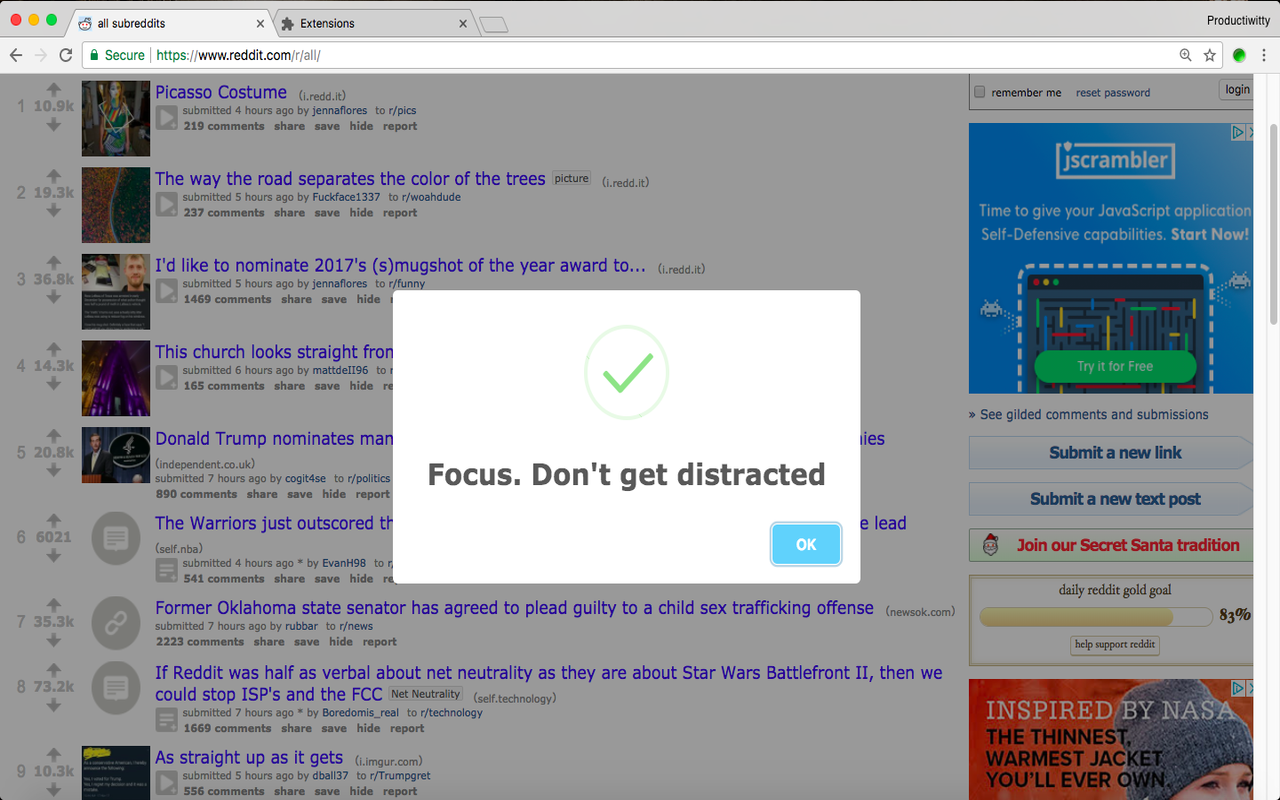 all subreddits
Extensions
Productiwitty
Secure
https://www.reddit.com/r/all/
1
10.9k
Picasso Costume (i.redd.it)
submitted 4 hours ago by jennaflores to r/pics
219 comments share save hide report
2
19.3k
The way the road separates the color of the trees picture (i.redd.it)
submitted 5 hours ago by Fuckface1337 to r/woahdude
237 comments share save hide report
3
36.8k
I'd like to nominate 2017's (s)mugshot of the year award to... (i.redd.it)
submitted 5 hours ago by jennaflores to r/funny
1469 comments share save hide
4
14.3k
This church looks straight from
submitted 6 hours ago by mattdeII96 to
165 comments share save hide
5
20.8k
Donald Trump nominates
(independent.co.uk)
submitted 7 hours ago by cogit4se to r/politics
890 comments share save hide report
6
6021
The Warriors just outscored lead
(self.nba)
submitted 4 hours ago * by EvanH98 to
541 comments share save hide
7
35.3k
Former Oklahoma state senator has agreed to plead guilty to a child sex trafficking offense (newsok.com)
submitted 7 hours ago by rubbar to r/news
2223 comments share save hide report
8
73.2k
If Reddit was half as verbal about net neutrality as they are about Star Wars Battlefront II, then we
could stop ISP's and the FCC Net Neutrality (self.technology)
submitted 7 hours ago * by Boredomis_real to r/technology
1669 comments share save hide report
9
10.3k
As straight up as it gets (i.imgur.com)
submitted 5 hours ago by dball37 to r/Trumpgret
556 comments share save hide report
Focus. Don't get distracted
OK
remember me reset password login
jscrambler
Time to give your JavaScript application
Self-Defensive capabilities. Start Now!
Try it for Free
» See gilded comments and submissions
Submit a new link
Submit a new text post
Join our Secret Santa tradition
daily reddit gold goal
83%
help support reddit
INSPIRED BY NASA
THE THINNEST,
WARMEST JACKET
YOU'LL EVER OWN.